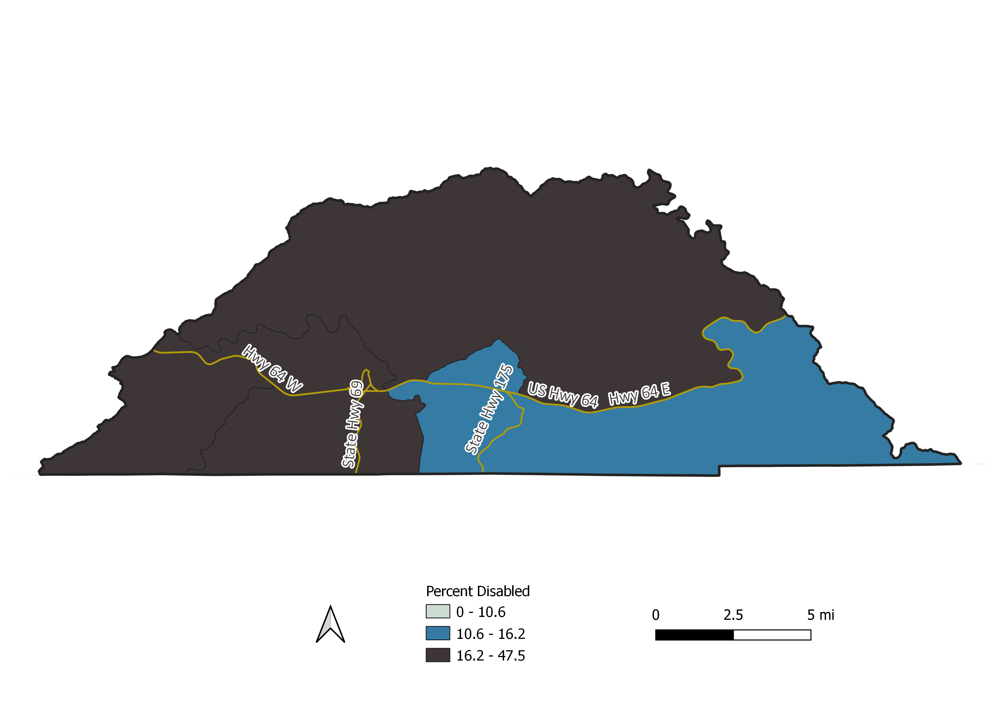 Hwy 64 W
State Hwy 69
State Hwy 175
US Hwy 64
Hwy 64 E
Percent Disabled
0 - 10.6
10.6 - 16.2
16.2 - 47.5
0 2.5 5 mi